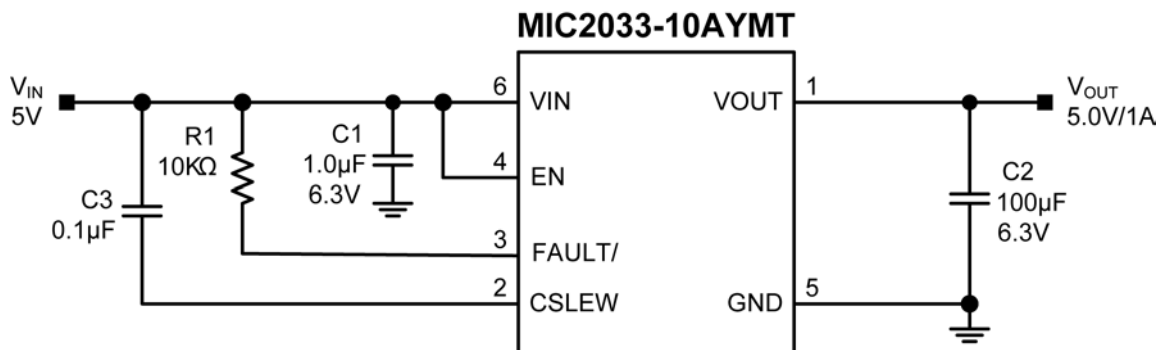 MIC2033-10AYMT
VIN
5V
C3
0.1µF
R1
10KΩ
C1
1.0µF
6.3V
6
4
3
2
VIN
EN
FAULT/
CSLEW
VOUT
GND
1
5
VOUT
5.0V/1A
C2
100µF
6.3V